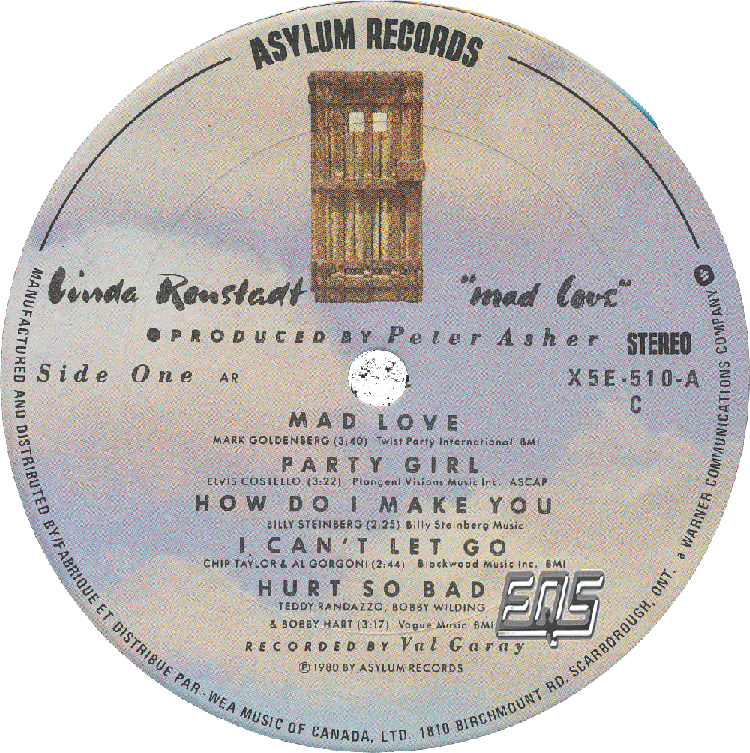 ASYLUM RECORDS
Linda Ronstadt "mad love"
PRODUCED BY Peter Asher
STEREO
Side One AR
X5E-510-A
C
MAD LOVE
MARK GOLDENBERG (3:40) Twist Party International BMI
PARTY GIRL
ELVIS COSTELLO (3:22) Plangent Visions Music Inc. ASCAP
HOW DO I MAKE YOU
BILLY STEINBERG (2:25) Billy Steinberg Music
I CAN'T LET GO
CHIP TAYLOR & AL GORGONI (2:44) Blackwood Music Inc. BMI
HURT SO BAD
TEDDY RANDAZZO, BOBBY WILDING
& BOBBY HART (3:17) Vogue Music BMI
RECORDED BY Val Garay
℗ 1980 BY ASYLUM RECORDS
MANUFACTURED AND DISTRIBUTED BY/FABRIQUE ET DISTRIBUE PAR - WEA MUSIC OF CANADA, LTD. 1810 BIRCHMOUNT RD. SCARBOROUGH, ONT. a WARNER COMMUNICATIONS COMPANY